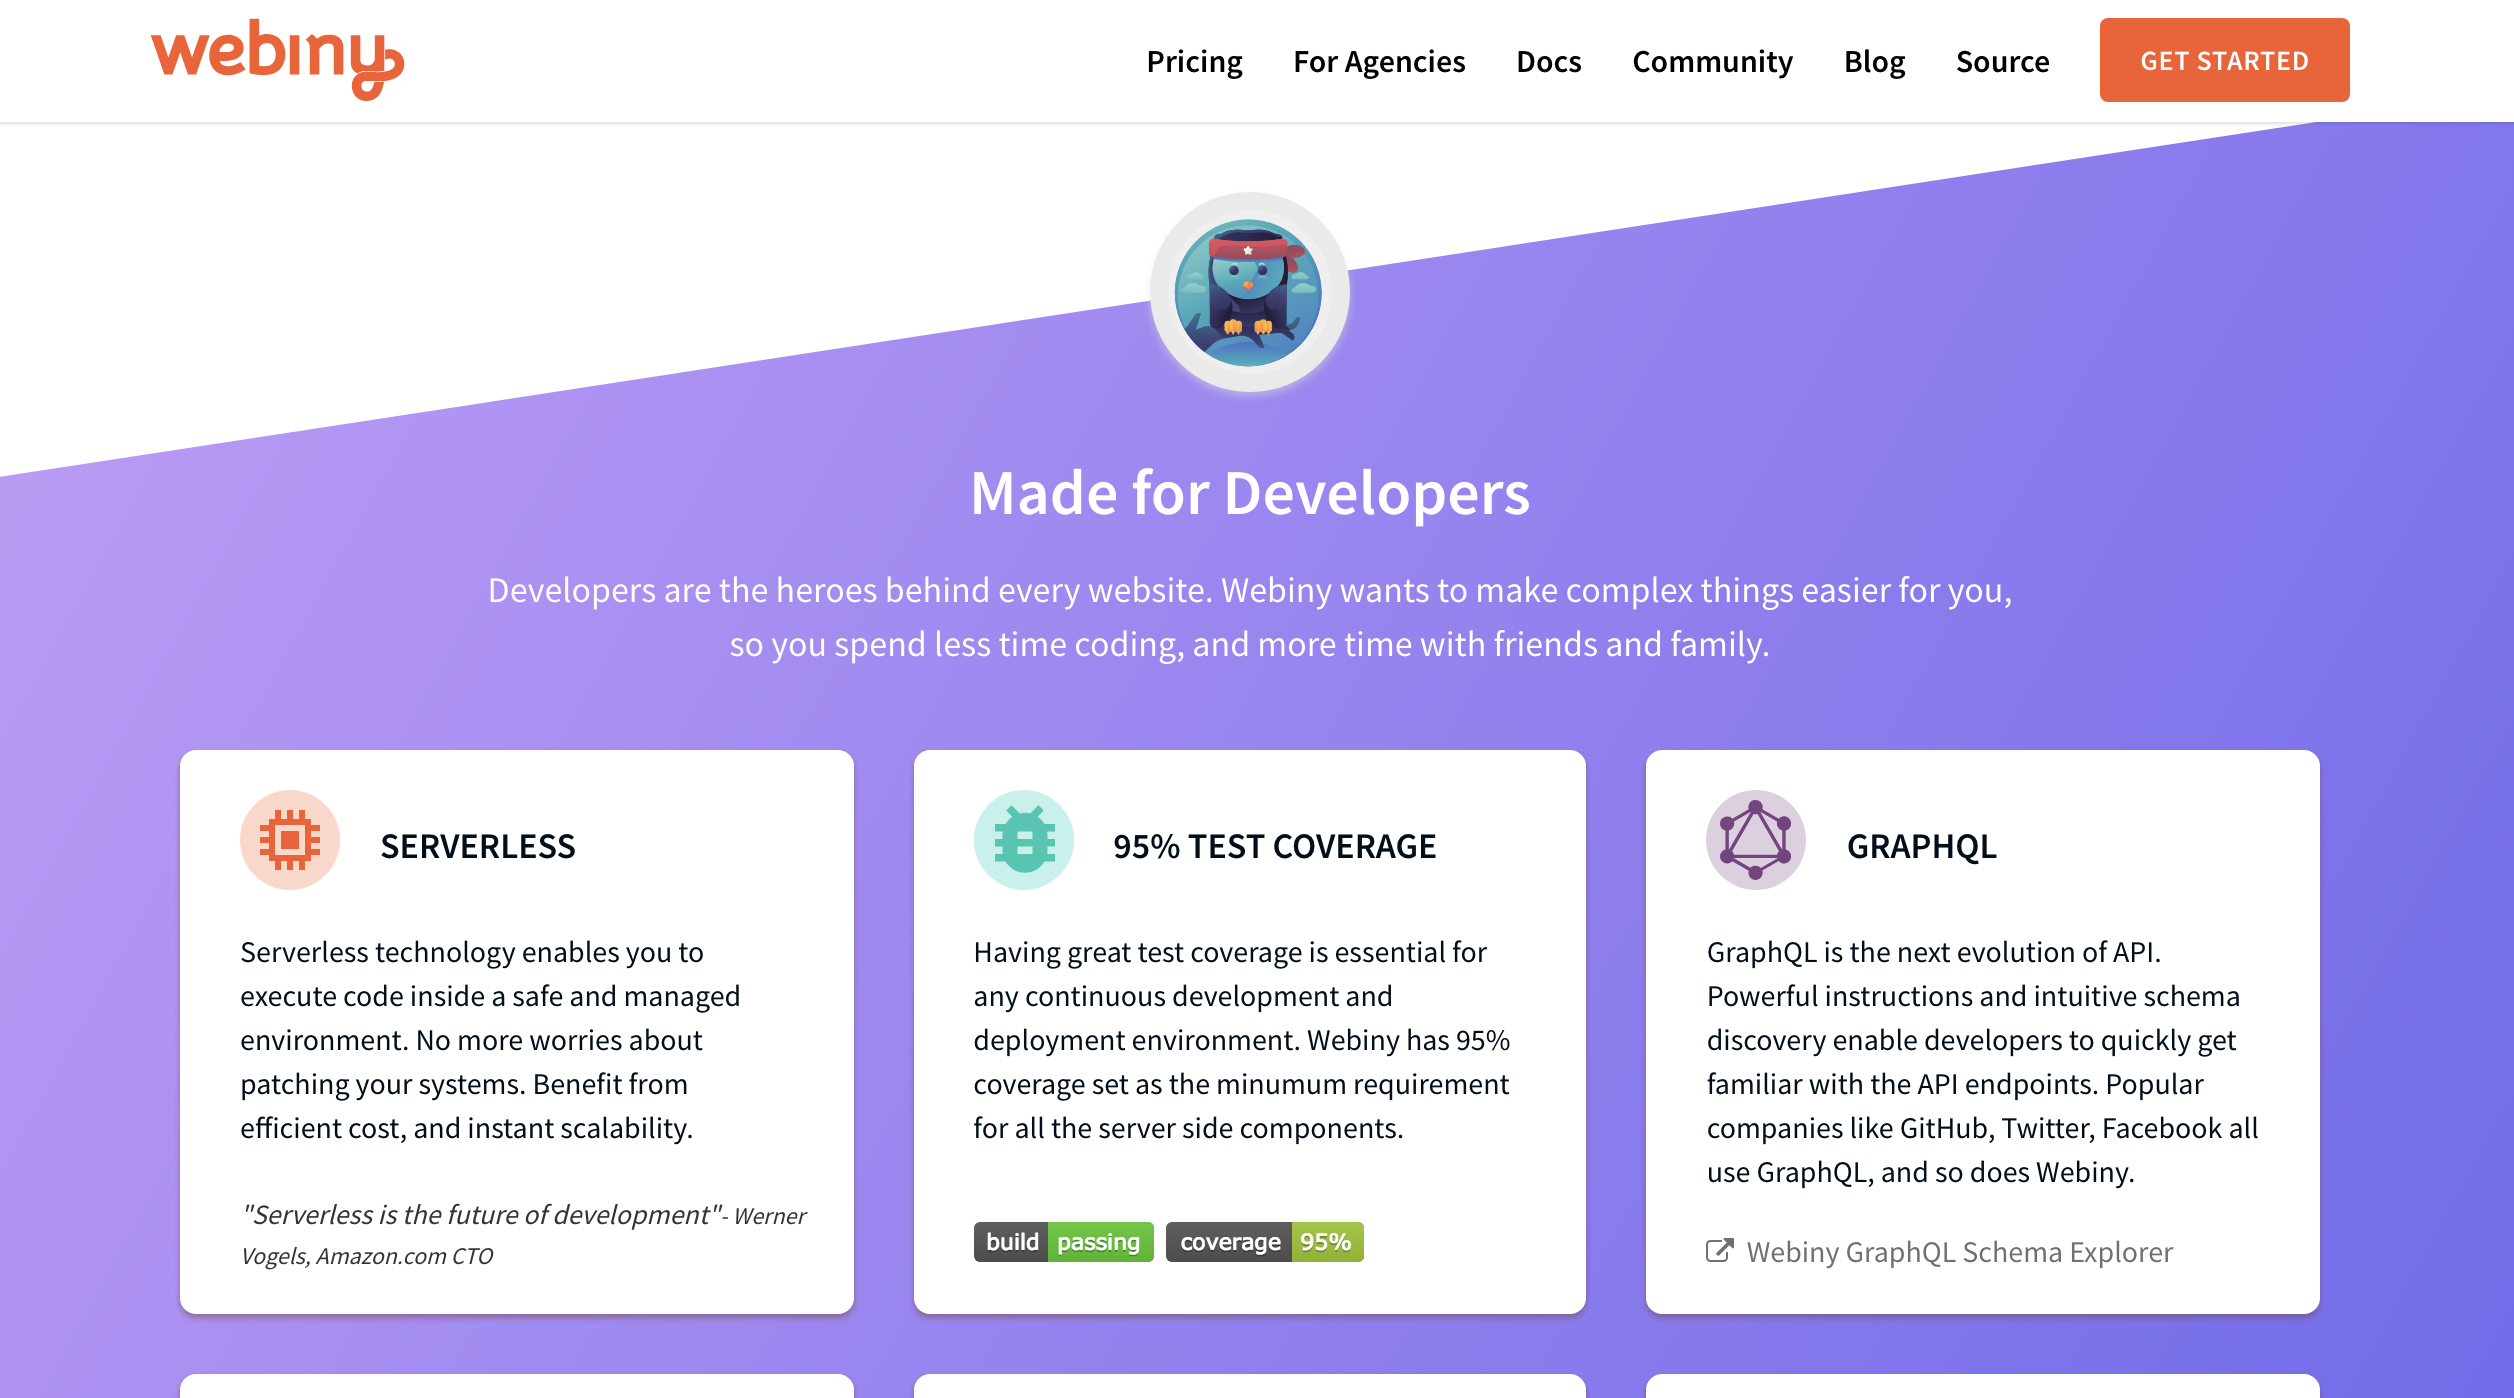 webiny
Pricing For Agencies Docs Community Blog Source GET STARTED
Made for Developers
Developers are the heroes behind every website. Webiny wants to make complex things easier for you,
so you spend less time coding, and more time with friends and family.
SERVERLESS
Serverless technology enables you to
execute code inside a safe and managed
environment. No more worries about
patching your systems. Benefit from
efficient cost, and instant scalability.
"Serverless is the future of development"- Werner
Vogels, Amazon.com CTO
95% TEST COVERAGE
Having great test coverage is essential for
any continuous development and
deployment environment. Webiny has 95%
coverage set as the minumum requirement
for all the server side components.
build passing coverage 95%
GRAPHQL
GraphQL is the next evolution of API.
Powerful instructions and intuitive schema
discovery enable developers to quickly get
familiar with the API endpoints. Popular
companies like GitHub, Twitter, Facebook all
use GraphQL, and so does Webiny.
Webiny GraphQL Schema Explorer